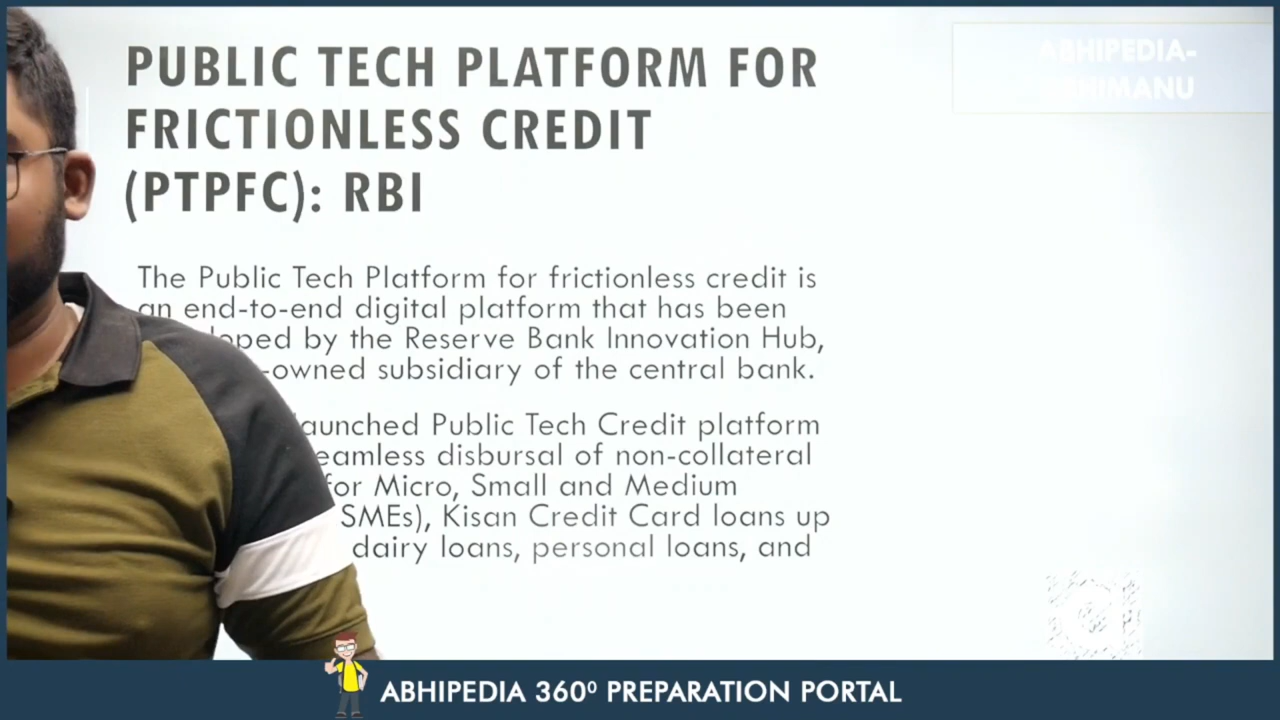 PUBLIC TECH PLATFORM FOR
FRICTIONLESS CREDIT
(PTPFC): RBI
ABHIPEDIA-
The Public Tech Platform for frictionless credit is
an end-to-end digital platform that has been
by the Reserve Bank Innovation Hub,
-owned subsidiary of the central bank.
Public Tech Credit platform
disbursal of non-collateral
for Micro, Small and Medium
SMEs), Kisan Credit Card loans up
dairy loans, personal loans, and
ABHIPEDIA 360⁰ PREPARATION PORTAL